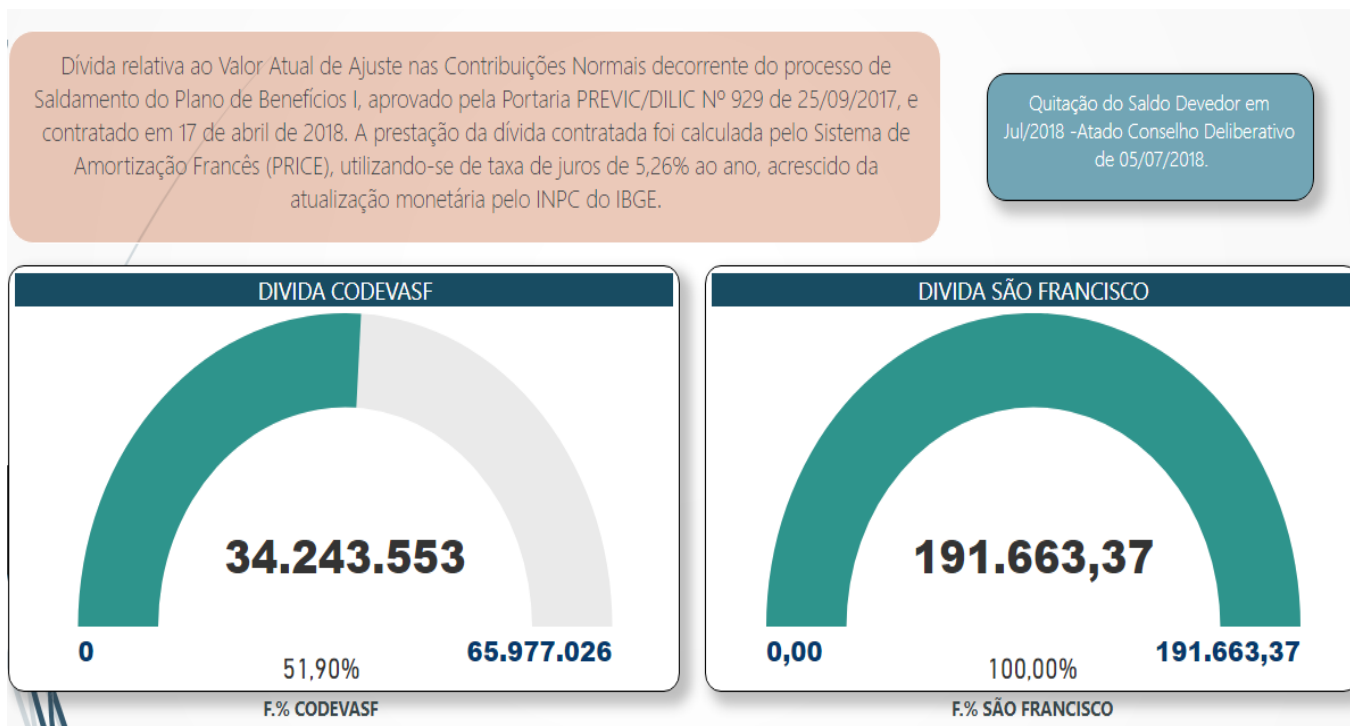 Dívida relativa ao Valor Atual de Ajuste nas Contribuições Normais decorrente do processo de
Saldamento do Plano de Benefícios I, aprovado pela Portaria PREVIC/DILIC Nº 929 de 25/09/2017, e
contratado em 17 de abril de 2018. A prestação da dívida contratada foi calculada pelo Sistema de
Amortização Francês (PRICE), utilizando-se de taxa de juros de 5,26% ao ano, acrescido da
atualização monetária pelo INPC do IBGE.
Quitação do Saldo Devedor em
Jul/2018 -Atado Conselho Deliberativo
de 05/07/2018.
DIVIDA CODEVASF
34.243.553
0
65.977.026
51,90%
F.% CODEVASF
DIVIDA SÃO FRANCISCO
191.663,37
0,00
191.663,37
100,00%
F.% SÃO FRANCISCO